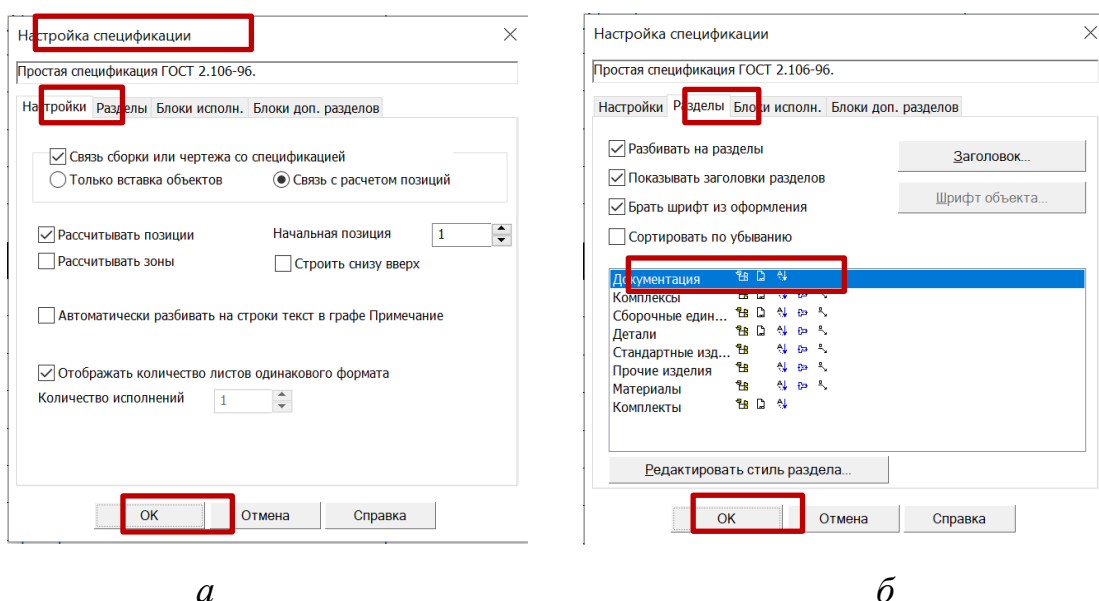 Настройка спецификации
Простая спецификация ГОСТ 2.106-96.
Настройки Разделы Блоки исполн. Блоки доп. разделов
Связь сборки или чертежа со спецификацией
Только вставка объектов Связь с расчетом позиций
Рассчитывать позиции Начальная позиция 1
Рассчитывать зоны Строить снизу вверх
Автоматически разбивать на строки текст в графе Примечание
Отображать количество листов одинакового формата
Количество исполнений 1
OK Отмена Справка
а
Настройка спецификации
Простая спецификация ГОСТ 2.106-96.
Настройки Разделы Блоки исполн. Блоки доп. разделов
Разбивать на разделы Заголовок...
Показывать заголовки разделов
Брать шрифт из оформления Шрифт объекта...
Сортировать по убыванию
Документация
Комплексы
Сборочные един...
Детали
Стандартные изд...
Прочие изделия
Материалы
Комплекты
Редактировать стиль раздела...
OK Отмена Справка
б